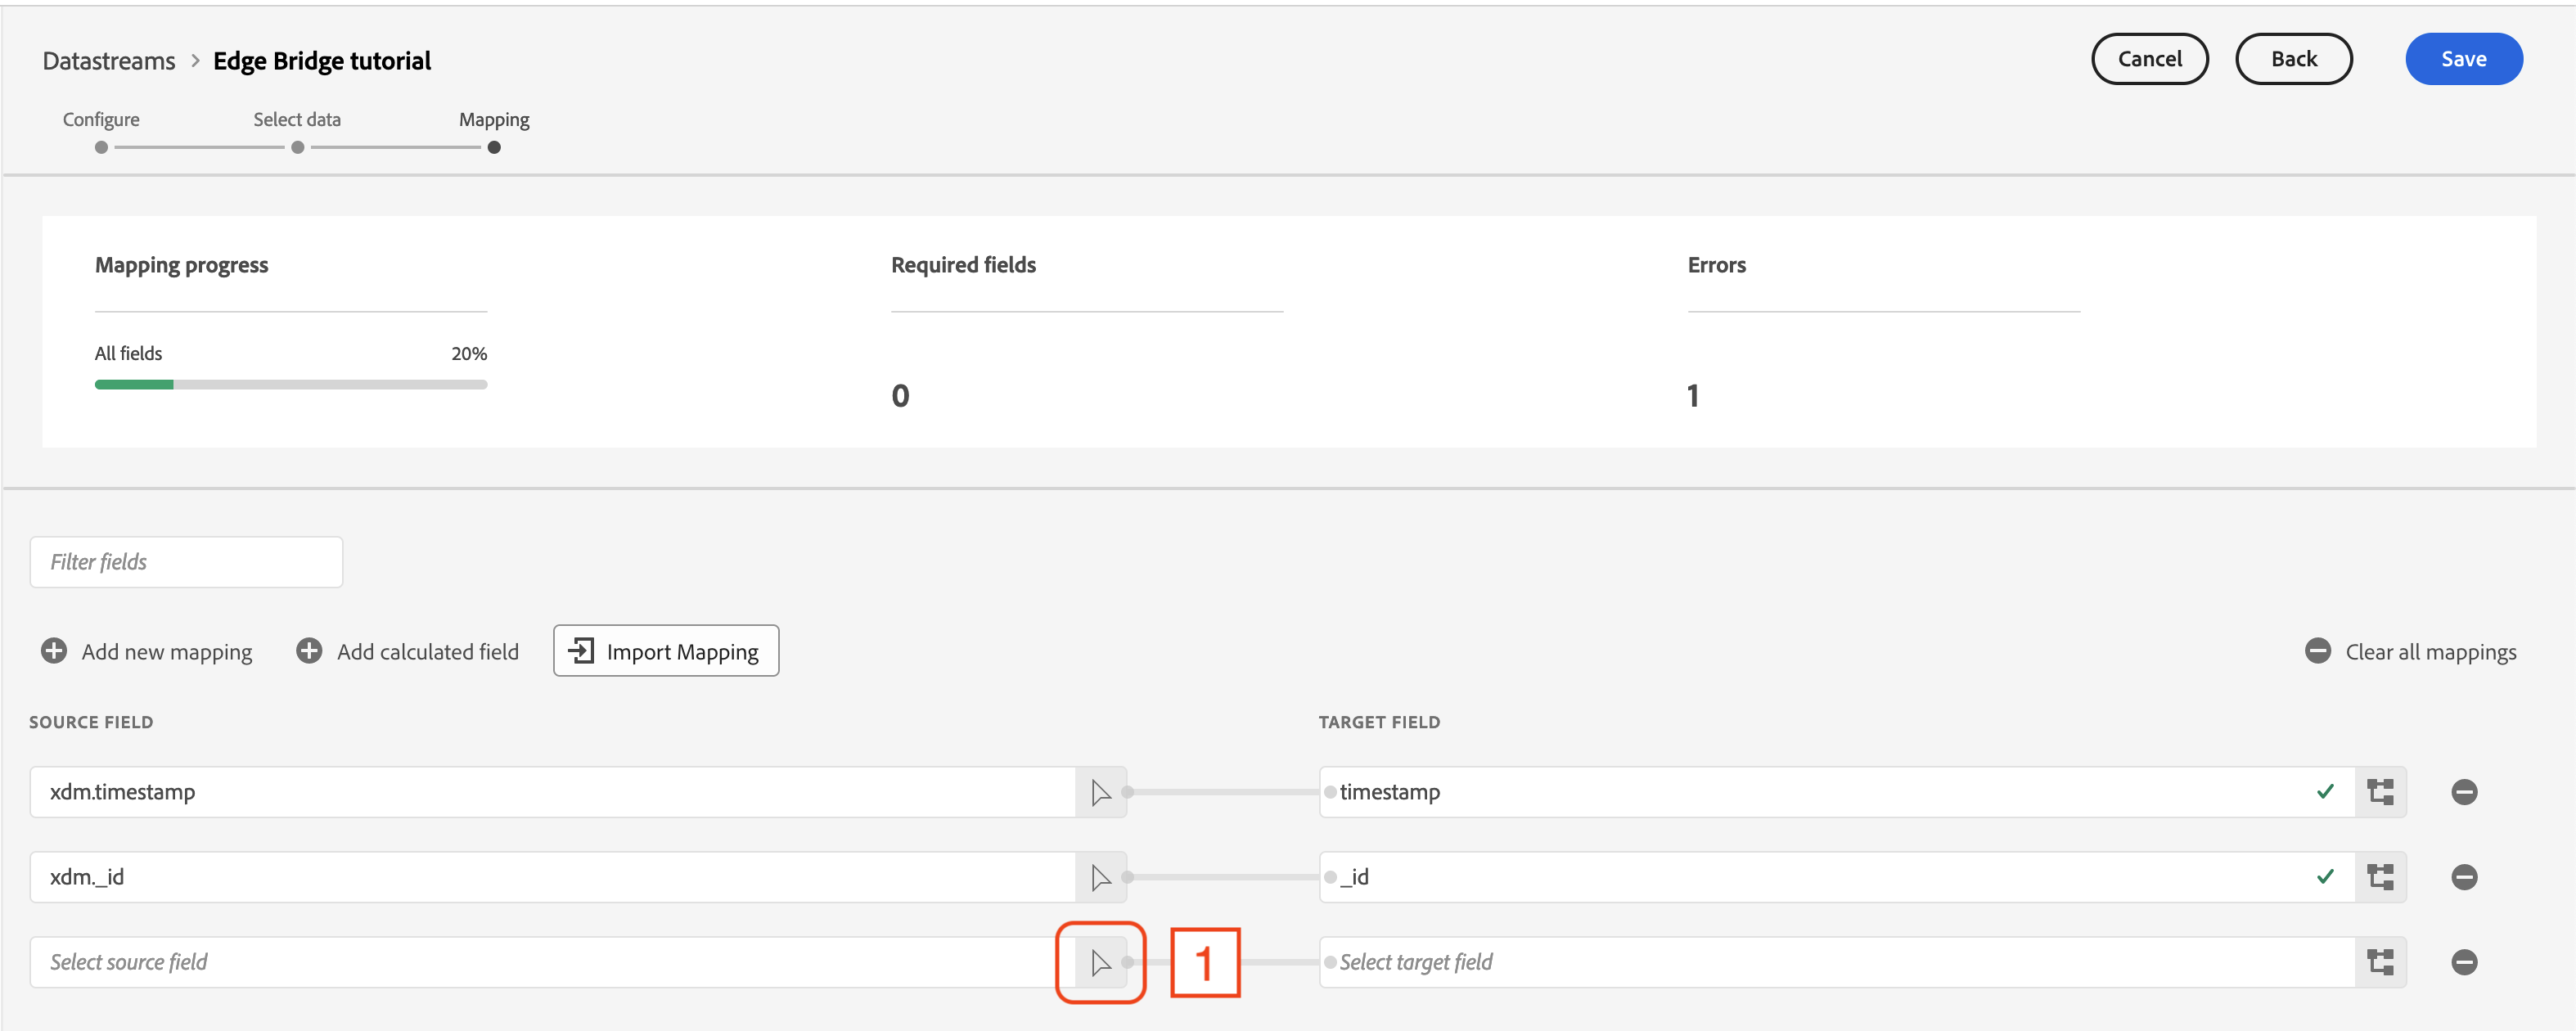 Datastreams > Edge Bridge tutorial
Cancel
Back
Save
Configure
Select data
Mapping
Mapping progress
Required fields
Errors
All fields
20%
0
1
Filter fields
Add new mapping
Add calculated field
Import Mapping
Clear all mappings
SOURCE FIELD
TARGET FIELD
xdm.timestamp
timestamp
xdm._id
_id
Select source field
1
Select target field